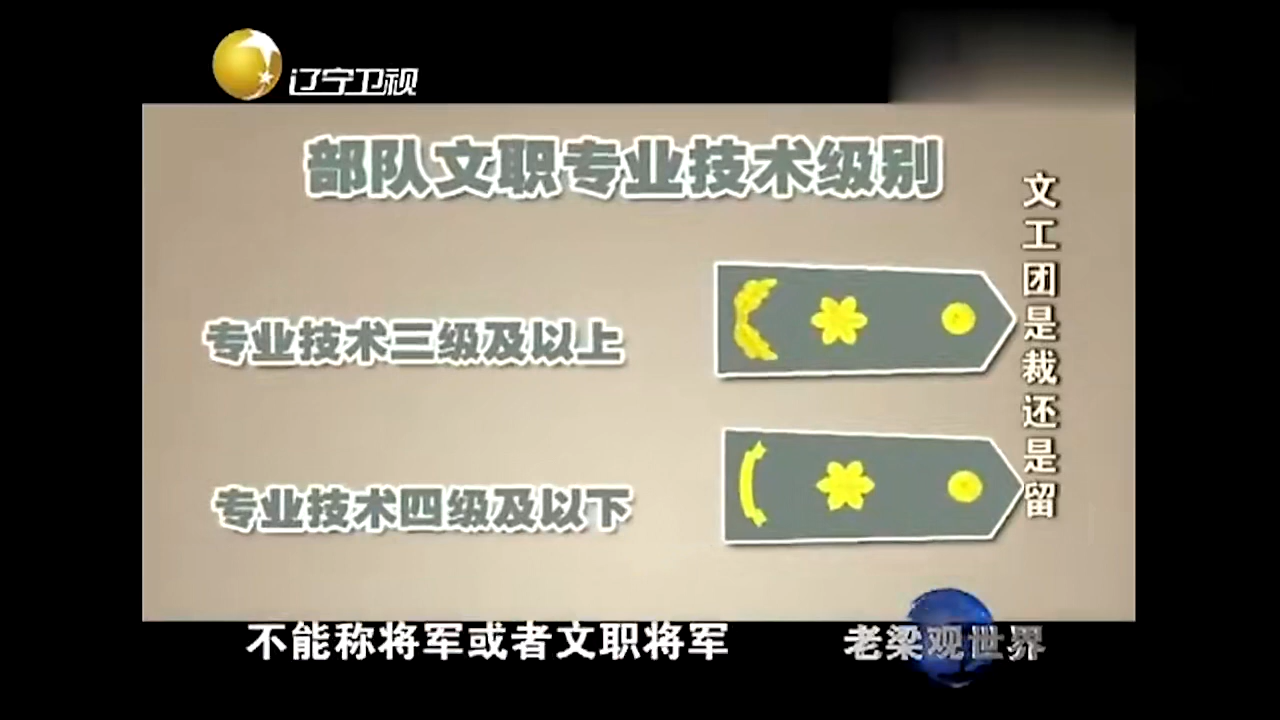 辽宁卫视
部队文职专业技术级别
文工团是裁还是留
专业技术三级及以上
专业技术四级及以下
不能称将军或者文职将军
老梁观世界